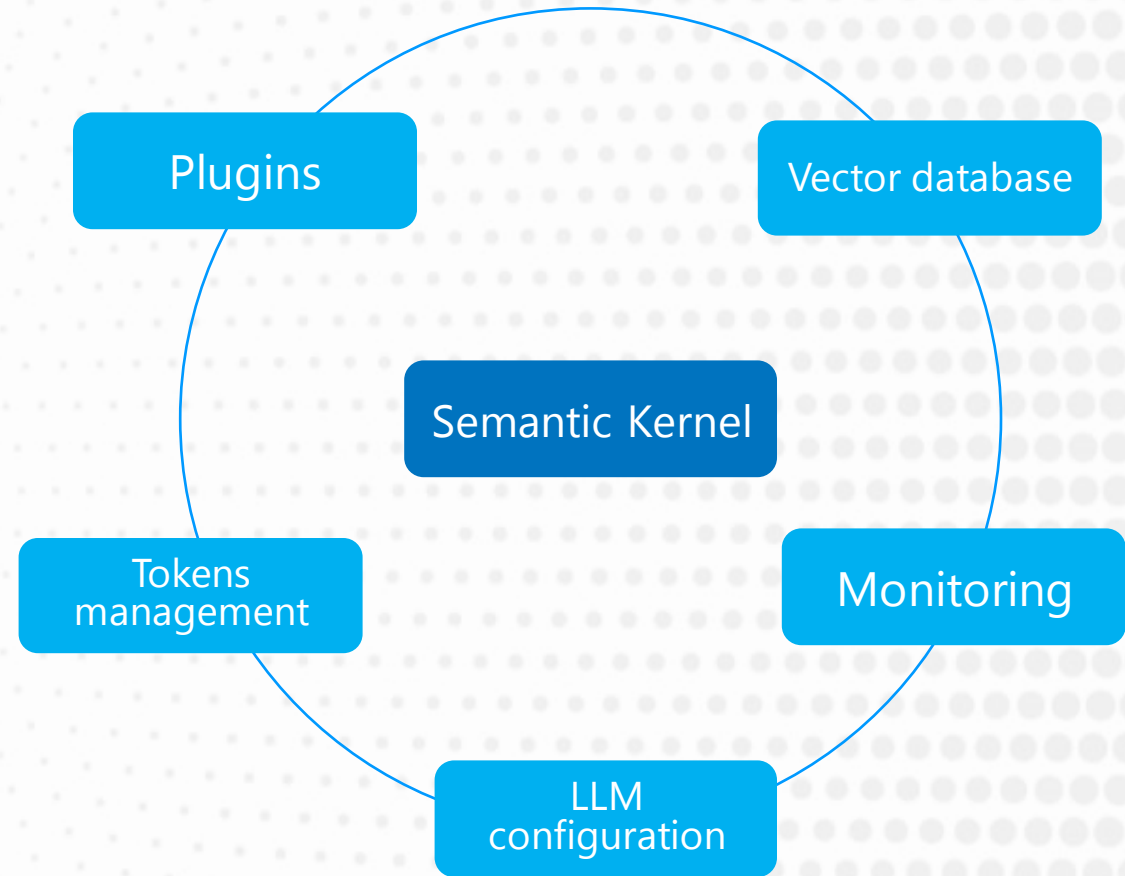 Plugins
Vector database
Semantic Kernel
Tokens
management
Monitoring
LLM
configuration